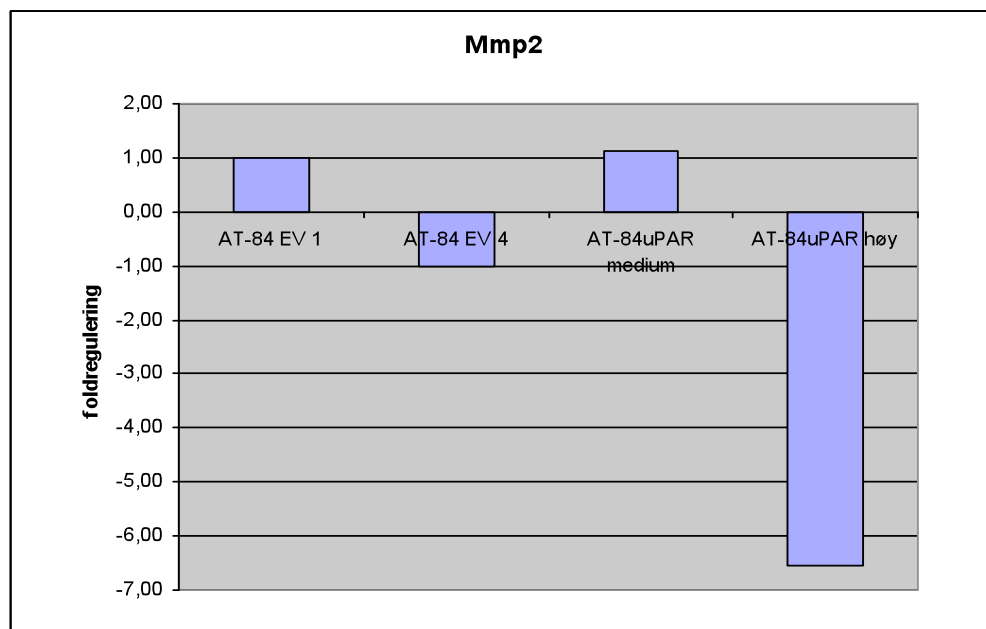 Mmp2
2,00
1,00
0,00
-1,00
-2,00
-3,00
-4,00
-5,00
-6,00
-7,00
foldregulering
AT-84 EV 1
AT-84 EV 4
AT-84uPAR
medium
AT-84uPAR høy